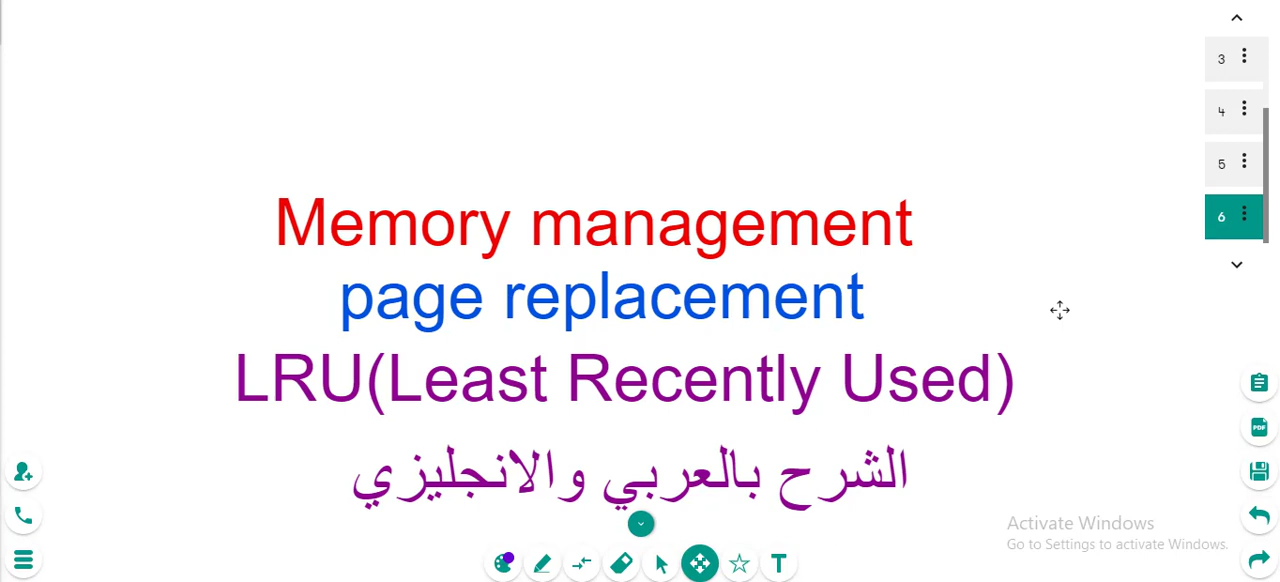 3
4
5
6
Memory management
page replacement
LRU(Least Recently Used)
الشرح بالعربي والانجليزي
PDF
Activate Windows
Go to Settings to activate Windows.
T